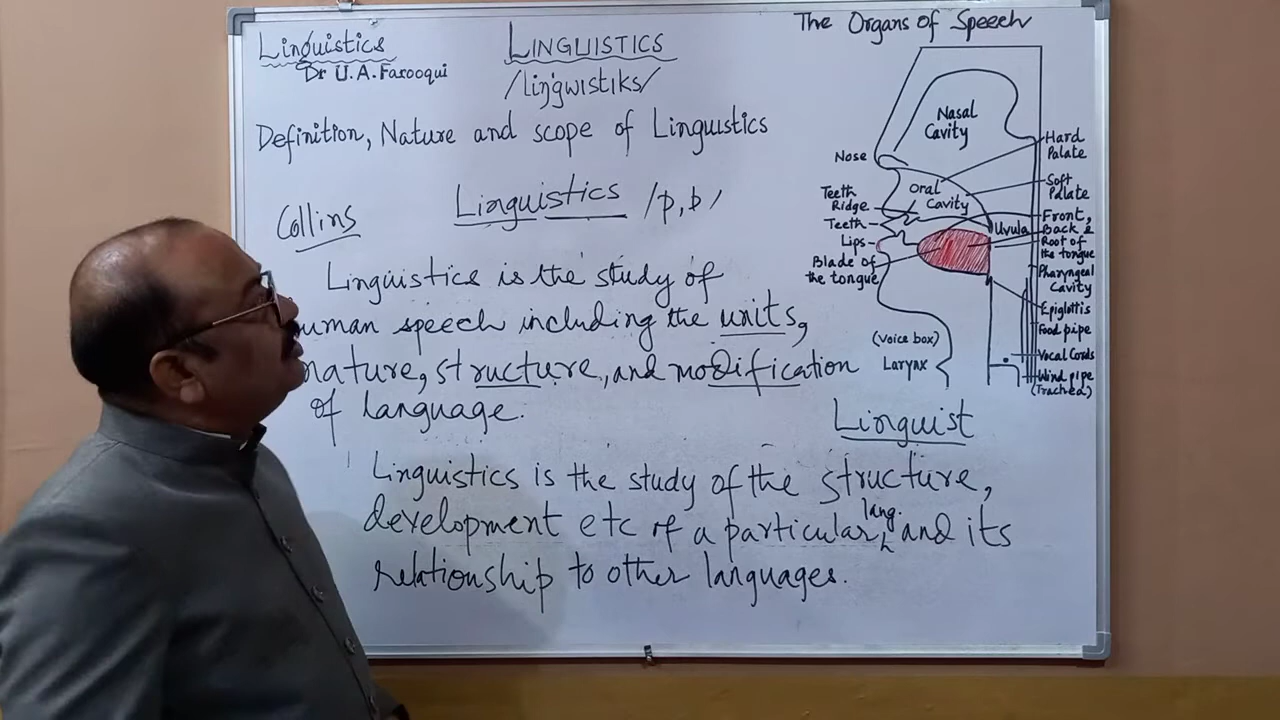 Linguistics
Dr U.A. Farooqui
LINGUISTICS
/liŋgwistiks/
Definition, Nature and scope of Linguistics
Collins
Linguistics /p, b/
Linguistics is the study of
uman speech including the units,
nature, structure, and modification
of language.
Linguist
Linguistics is the study of the structure,
development etc of a particular lang. and its
relationship to other languages.
The Organs of Speech
Nasal
Cavity
Nose
Hard
Palate
Oral
Cavity
Soft
Palate
Teeth
Ridge
Teeth
Lips
Blade of
the tongue
Uvula
Front,
Back &
Root of
the tongue
Pharyngeal
Cavity
Epiglottis
Food pipe
(Voice box)
Larynx
Vocal Cords
Wind pipe
(Trachea)